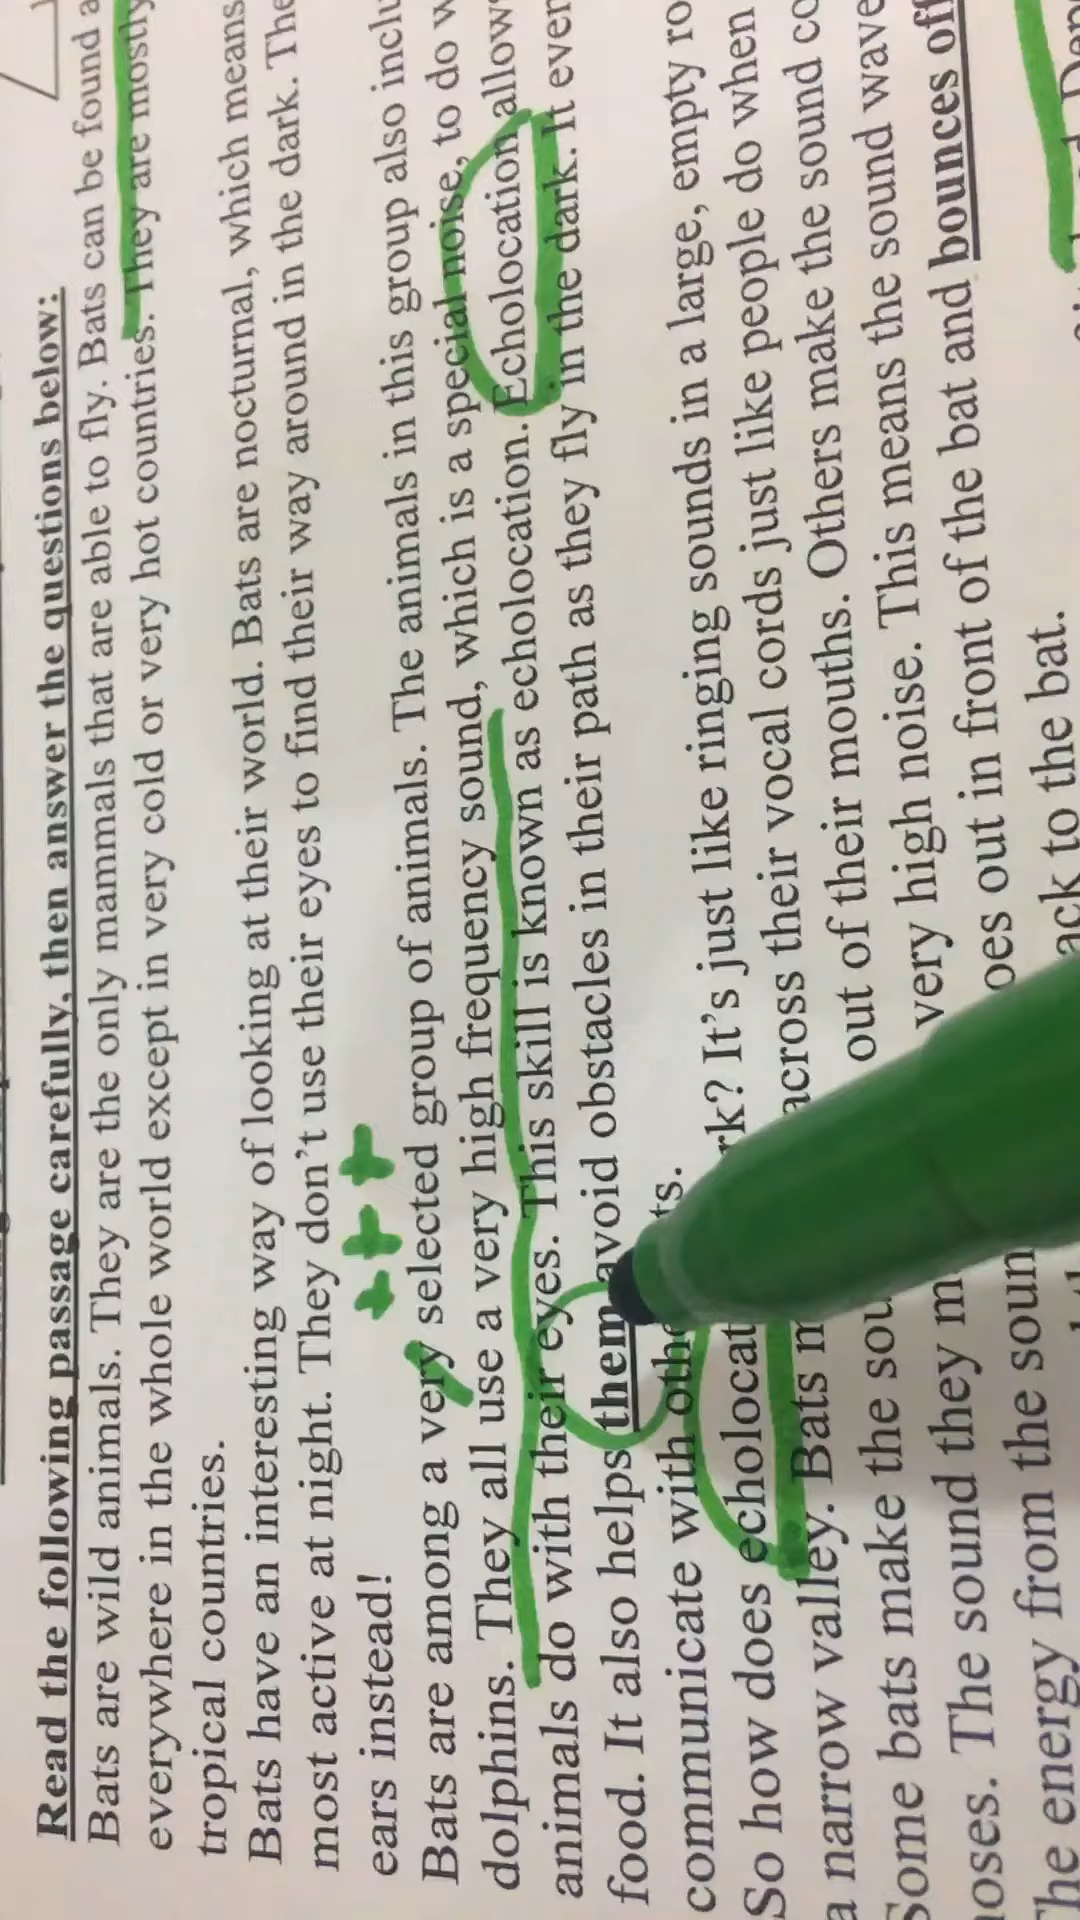 Read the following passage carefully, then answer the questions below:
Bats are wild animals. They are the only mammals that are able to fly. Bats can be found a
everywhere in the whole world except in very cold or very hot countries. They are mostly
tropical countries.
Bats have an interesting way of looking at their world. Bats are nocturnal, which means
most active at night. They don't use their eyes to find their way around in the dark. The
ears instead!
Bats are among a very selected group of animals. The animals in this group also inclu
dolphins. They all use a very high frequency sound, which is a special noise, to do w
animals do with their eyes. This skill is known as echolocation. Echolocation allow
food. It also helps them avoid obstacles in their path as they fly in the dark. It even
communicate with othe ts.
So how does echolocat rk? It's just like ringing sounds in a large, empty ro
a narrow valley. Bats m across their vocal cords just like people do when
Some bats make the sou out of their mouths. Others make the sound co
noses. The sound they m very high noise. This means the sound wave
The energy from the soun oes out in front of the bat and bounces off
ack to the bat.